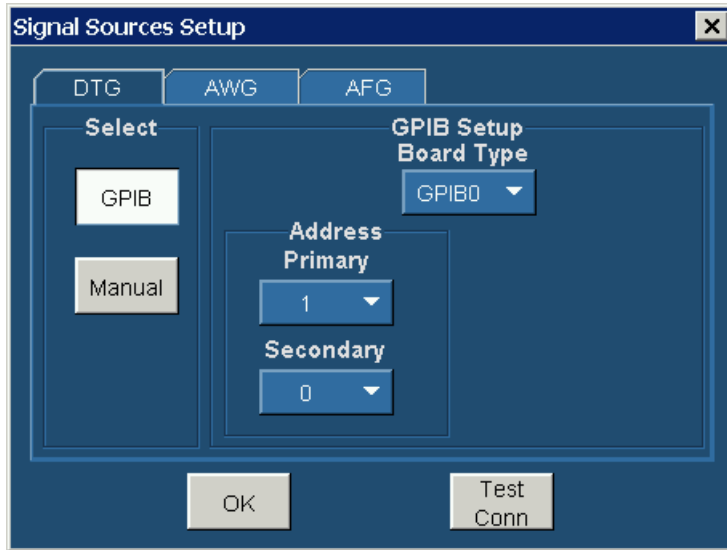 Signal Sources Setup
DTG AWG AFG
Select
GPIB
Manual
GPIB Setup
Board Type
GPIB0
Address
Primary
1
Secondary
0
OK
Test
Conn